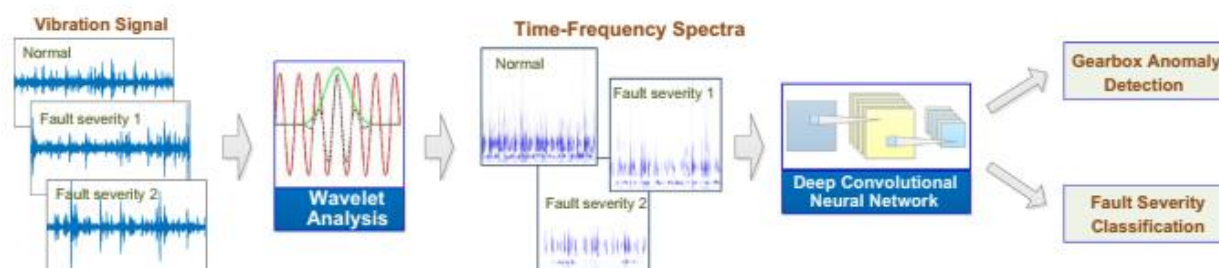 Vibration Signal
Normal
Fault severity 1
Fault severity 2
Wavelet
Analysis
Time-Frequency Spectra
Normal
Fault severity 1
Fault severity 2
Deep Convolutional
Neural Network
Gearbox Anomaly
Detection
Fault Severity
Classification